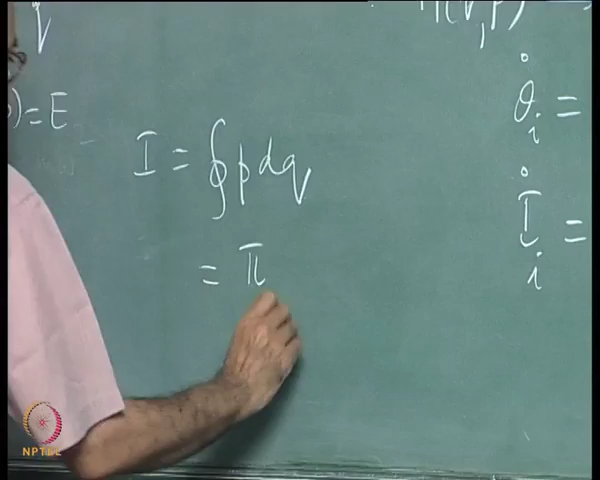 q
H(q,p)
) = E
I = ∮ p dq
= π
θ̇ᵢ =
İᵢ =
NPTEL